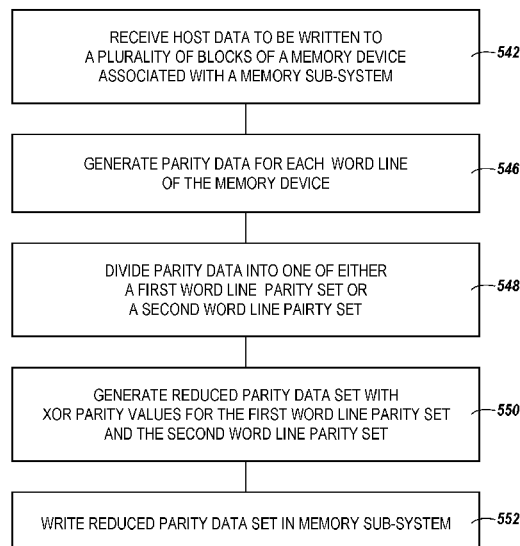 RECEIVE HOST DATA TO BE WRITTEN TO
A PLURALITY OF BLOCKS OF A MEMORY DEVICE
ASSOCIATED WITH A MEMORY SUB-SYSTEM
542
GENERATE PARITY DATA FOR EACH WORD LINE
OF THE MEMORY DEVICE
546
DIVIDE PARITY DATA INTO ONE OF EITHER
A FIRST WORD LINE PARITY SET OR
A SECOND WORD LINE PAIRTY SET
548
GENERATE REDUCED PARITY DATA SET WITH
XOR PARITY VALUES FOR THE FIRST WORD LINE PARITY SET
AND THE SECOND WORD LINE PARITY SET
550
WRITE REDUCED PARITY DATA SET IN MEMORY SUB-SYSTEM
552